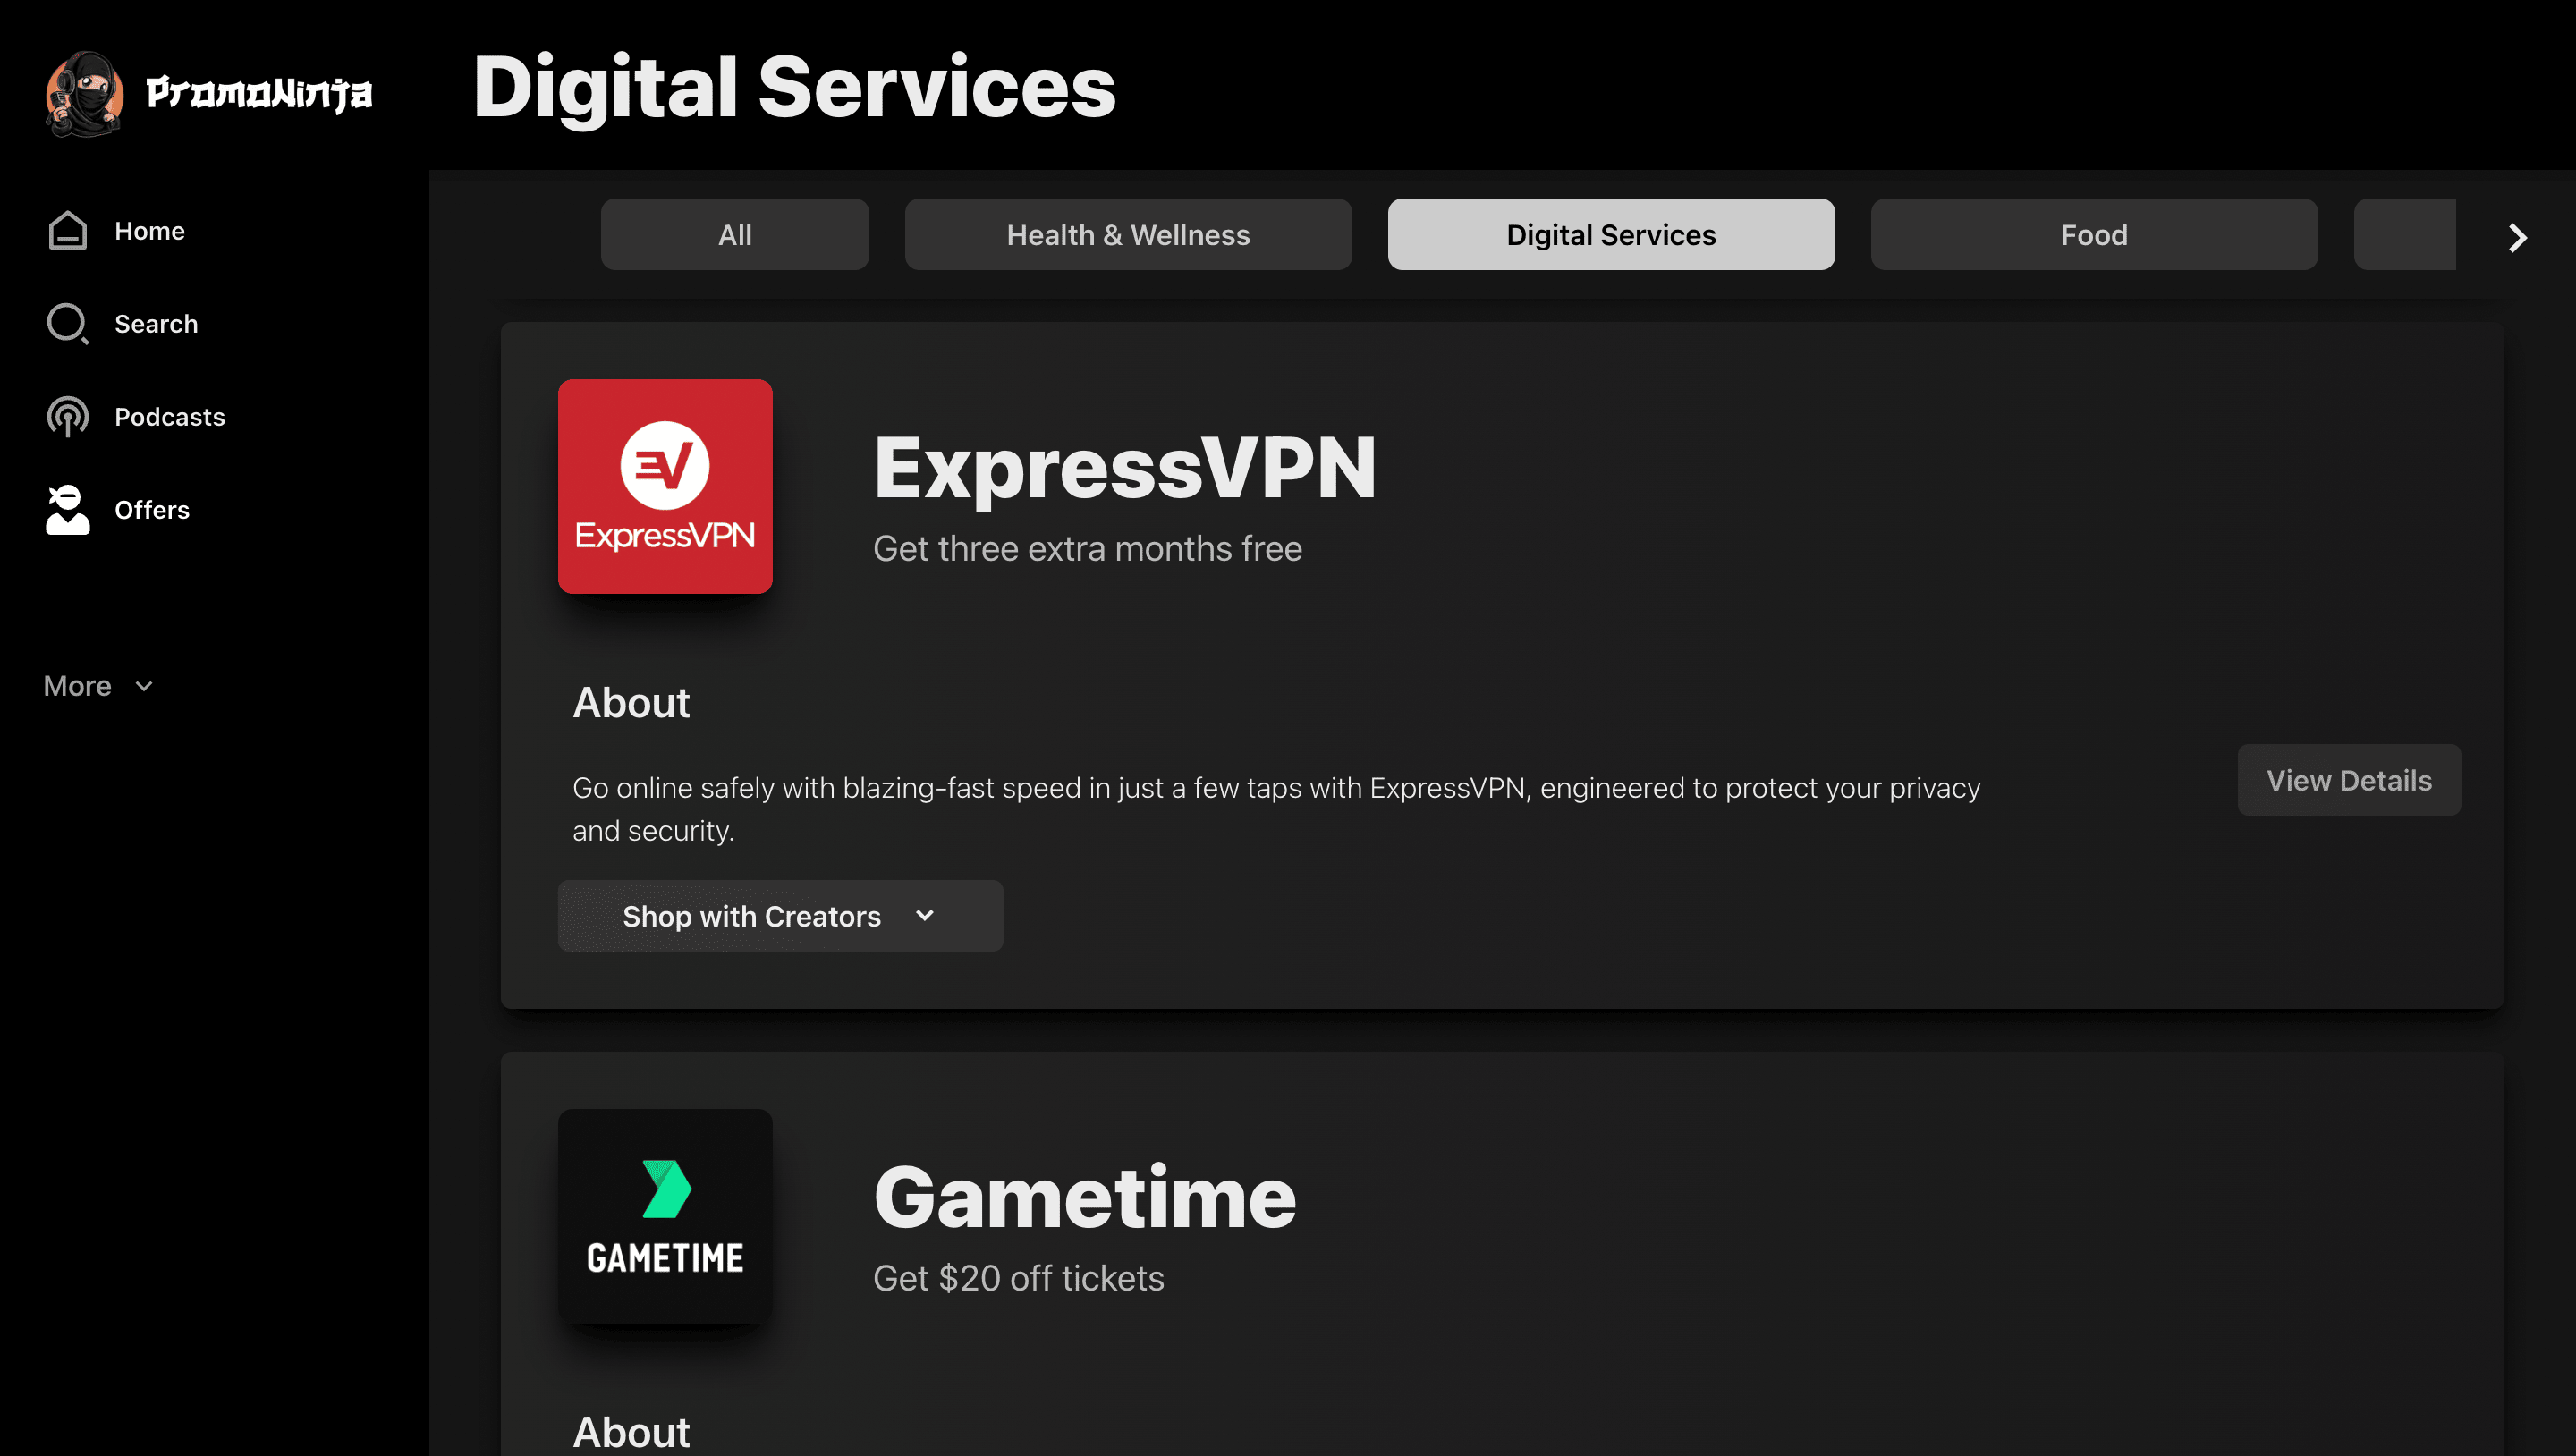 PromoNinja
Digital Services
Home
Search
Podcasts
Offers
More
All
Health & Wellness
Digital Services
Food
EV
ExpressVPN
ExpressVPN
Get three extra months free
About
Go online safely with blazing-fast speed in just a few taps with ExpressVPN, engineered to protect your privacy
and security.
View Details
Shop with Creators
GAMETIME
Gametime
Get $20 off tickets
About